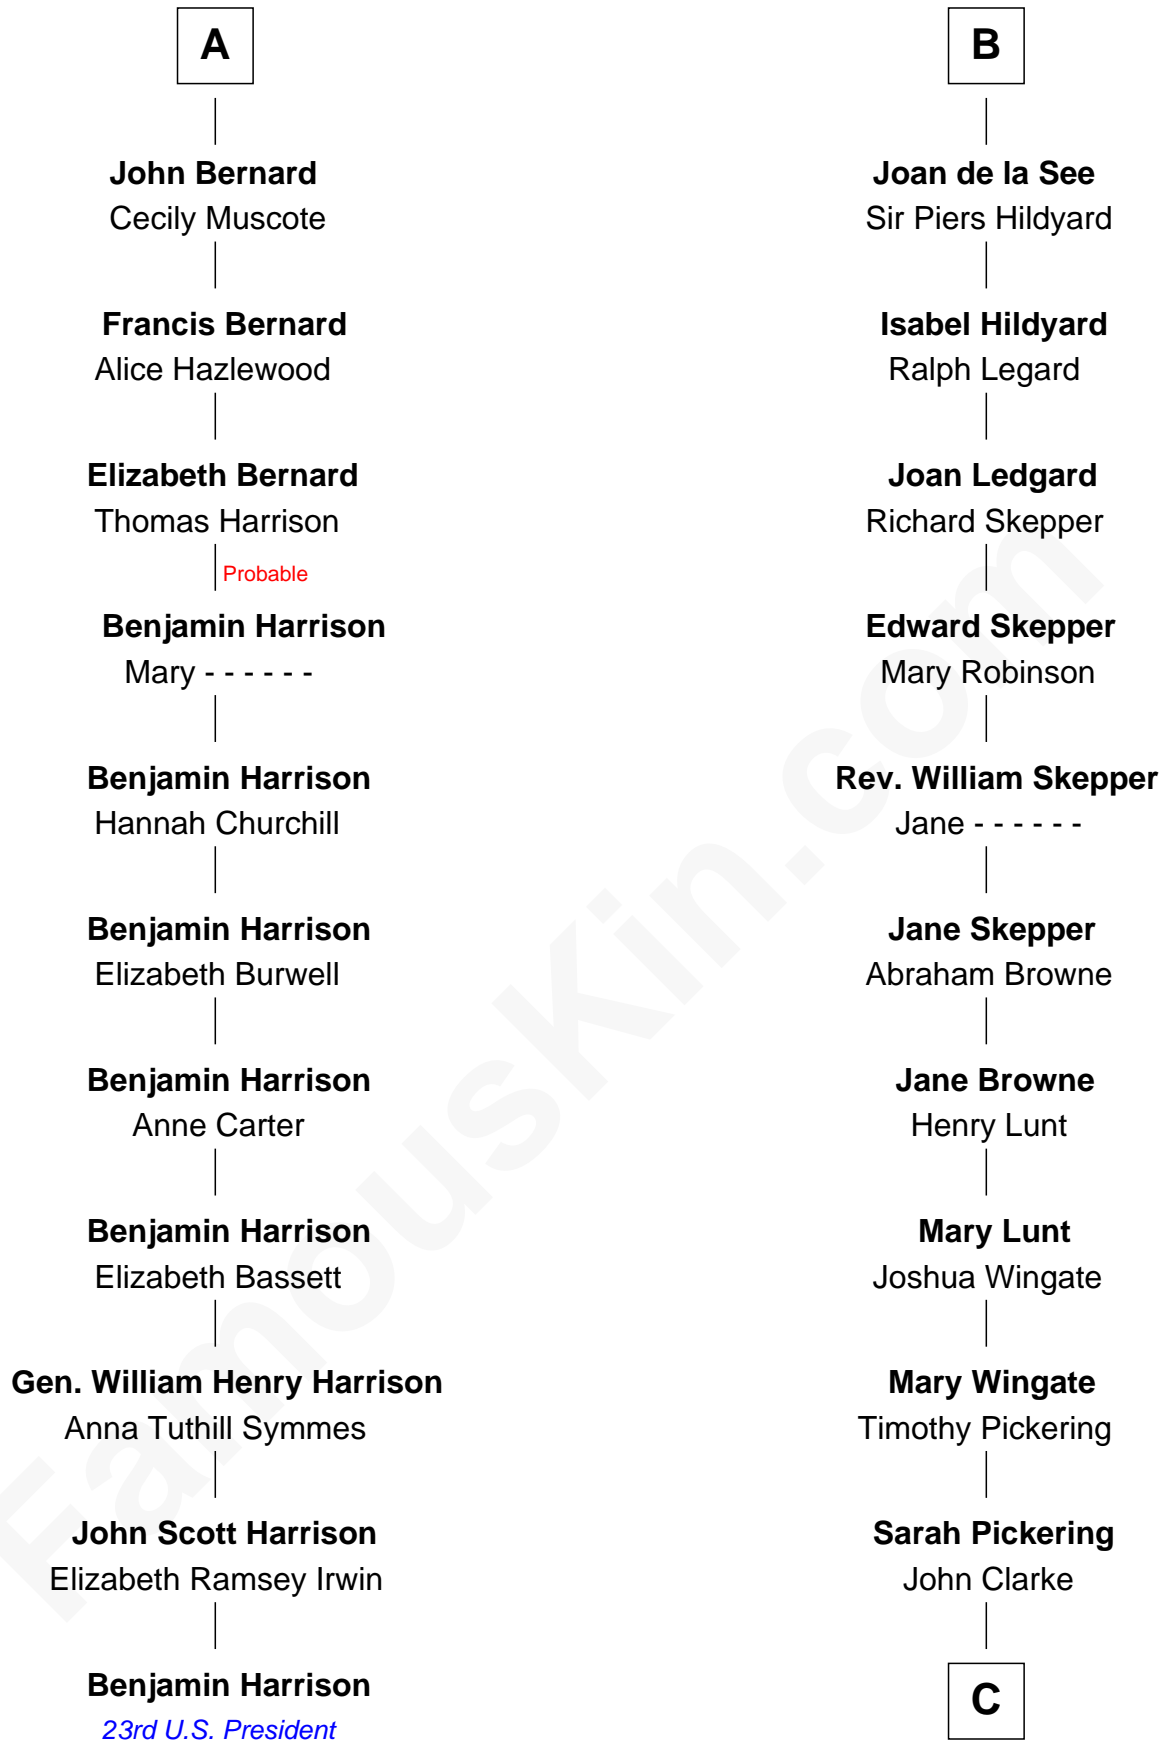 A
John Bernard
Cecily Muscote
Francis Bernard
Alice Hazlewood
Elizabeth Bernard
Thomas Harrison
Probable
Benjamin Harrison
Mary - - - - - -
Benjamin Harrison
Hannah Churchill
Benjamin Harrison
Elizabeth Burwell
Benjamin Harrison
Anne Carter
Benjamin Harrison
Elizabeth Bassett
Gen. William Henry Harrison
Anna Tuthill Symmes
John Scott Harrison
Elizabeth Ramsey Irwin
Benjamin Harrison
23rd U.S. President
B
Joan de la See
Sir Piers Hildyard
Isabel Hildyard
Ralph Legard
Joan Ledgard
Richard Skepper
Edward Skepper
Mary Robinson
Rev. William Skepper
Jane - - - - - -
Jane Skepper
Abraham Browne
Jane Browne
Henry Lunt
Mary Lunt
Joshua Wingate
Mary Wingate
Timothy Pickering
Sarah Pickering
John Clarke
C
FamousKin.com